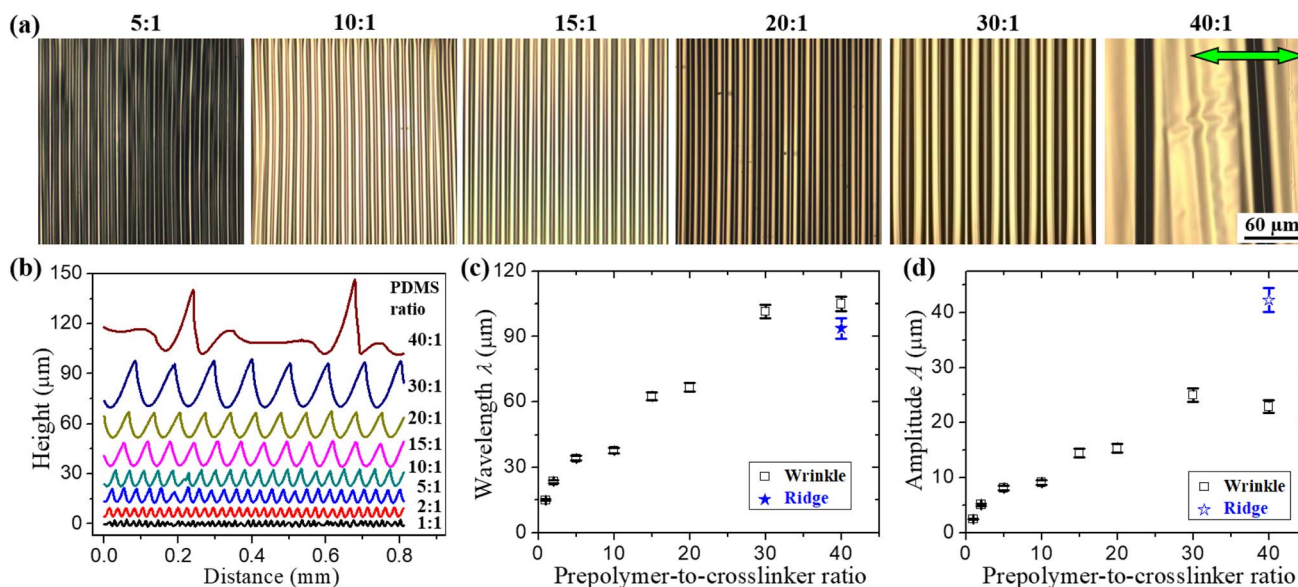 (a)
5:1 10:1 15:1 20:1 30:1 40:1
60 μm
(b)
150
120
90
60
30
0
Height (μm)
PDMS
ratio
40:1
30:1
20:1
15:1
10:1
5:1
2:1
1:1
0.0 0.2 0.4 0.6 0.8
Distance (mm)
(c)
120
90
60
30
0
Wavelength λ (μm)
Wrinkle
Ridge
0 10 20 30 40
Prepolymer-to-crosslinker ratio
(d)
40
30
20
10
0
Amplitude A (μm)
Wrinkle
Ridge
0 10 20 30 40
Prepolymer-to-crosslinker ratio